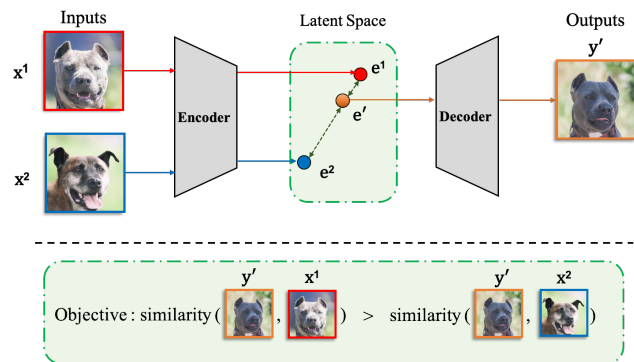 Inputs
Latent Space
Outputs
y′
x¹
e¹
Encoder
e′
Decoder
x²
e²
y′ x¹ y′ x²
Objective : similarity ( , ) > similarity ( , )